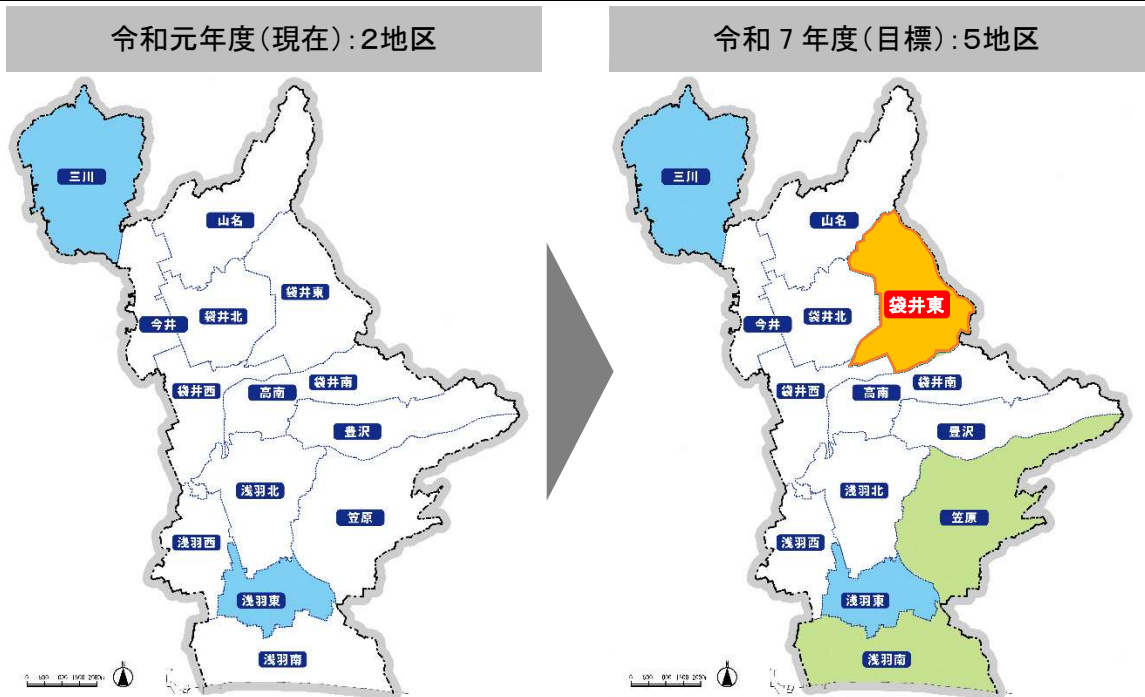 令和元年度(現在):2地区
三川
山名
袋井東
袋井北
今井
袋井南
袋井西
高南
豊沢
浅羽北
笠原
浅羽西
浅羽東
浅羽南
令和7年度(目標):5地区
三川
山名
袋井東
袋井北
今井
袋井南
袋井西
高南
豊沢
浅羽北
笠原
浅羽西
浅羽東
浅羽南